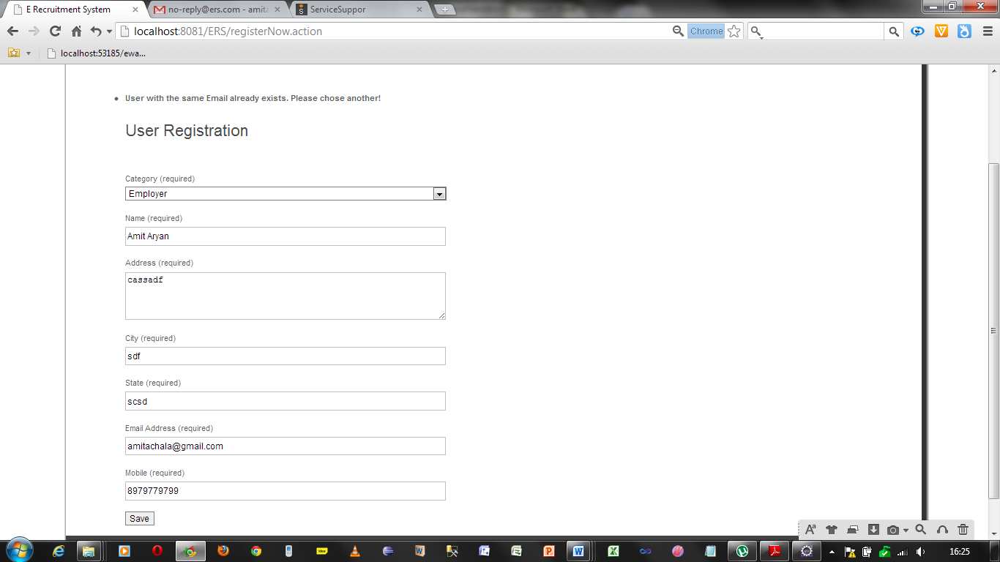 E Recruitment System
no-reply@ers.com - amita
ServiceSuppor
localhost:8081/ERS/registerNow.action
Chrome
localhost:53185/ewa...
User with the same Email already exists. Please chose another!
User Registration
Category (required)
Employer
Name (required)
Amit Aryan
Address (required)
cassadf
City (required)
sdf
State (required)
scsd
Email Address (required)
amitachala@gmail.com
Mobile (required)
8979779799
Save
16:25